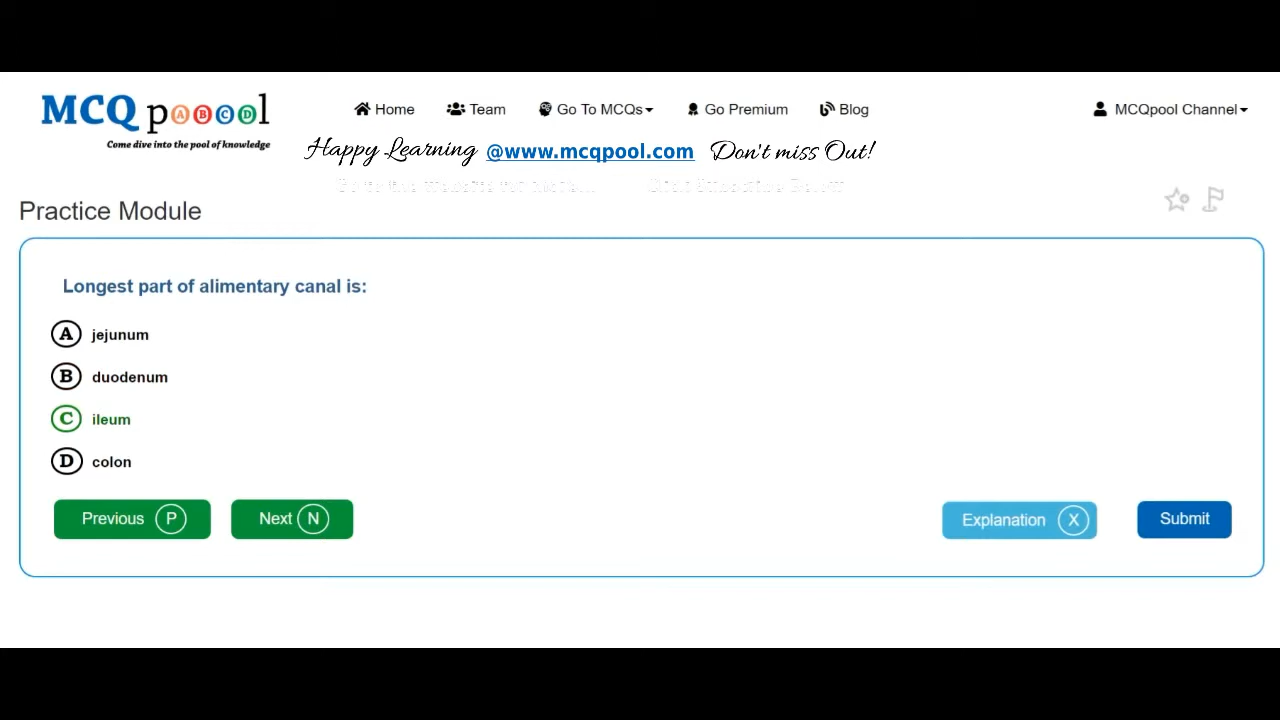 MCQ pooool
Come dive into the pool of knowledge
Home Team Go To MCQs Go Premium Blog MCQpool Channel
Happy Learning @www.mcqpool.com Don't miss Out!
Practice Module
Longest part of alimentary canal is:
A jejunum
B duodenum
C ileum
D colon
Previous P Next N Explanation X Submit